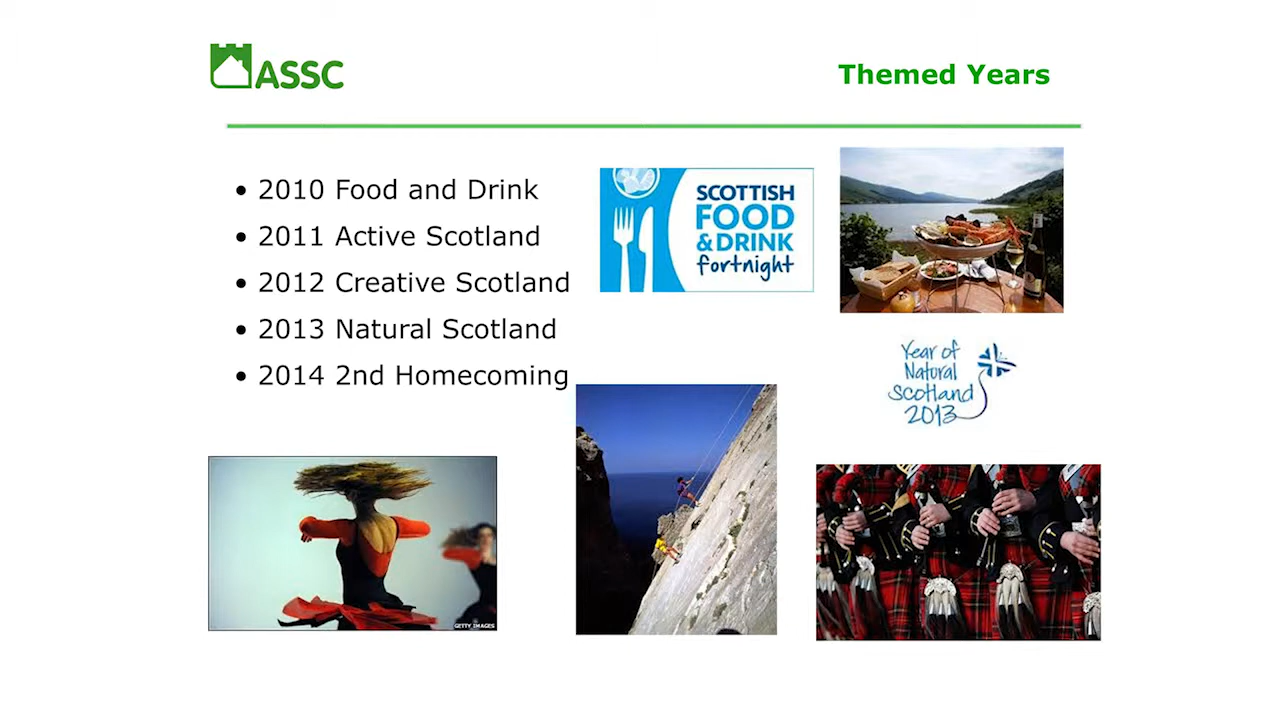 ASSC
Themed Years
• 2010 Food and Drink
• 2011 Active Scotland
• 2012 Creative Scotland
• 2013 Natural Scotland
• 2014 2nd Homecoming
SCOTTISH
FOOD
& DRINK
fortnight
Year of
Natural
Scotland
2013
GETTY IMAGES